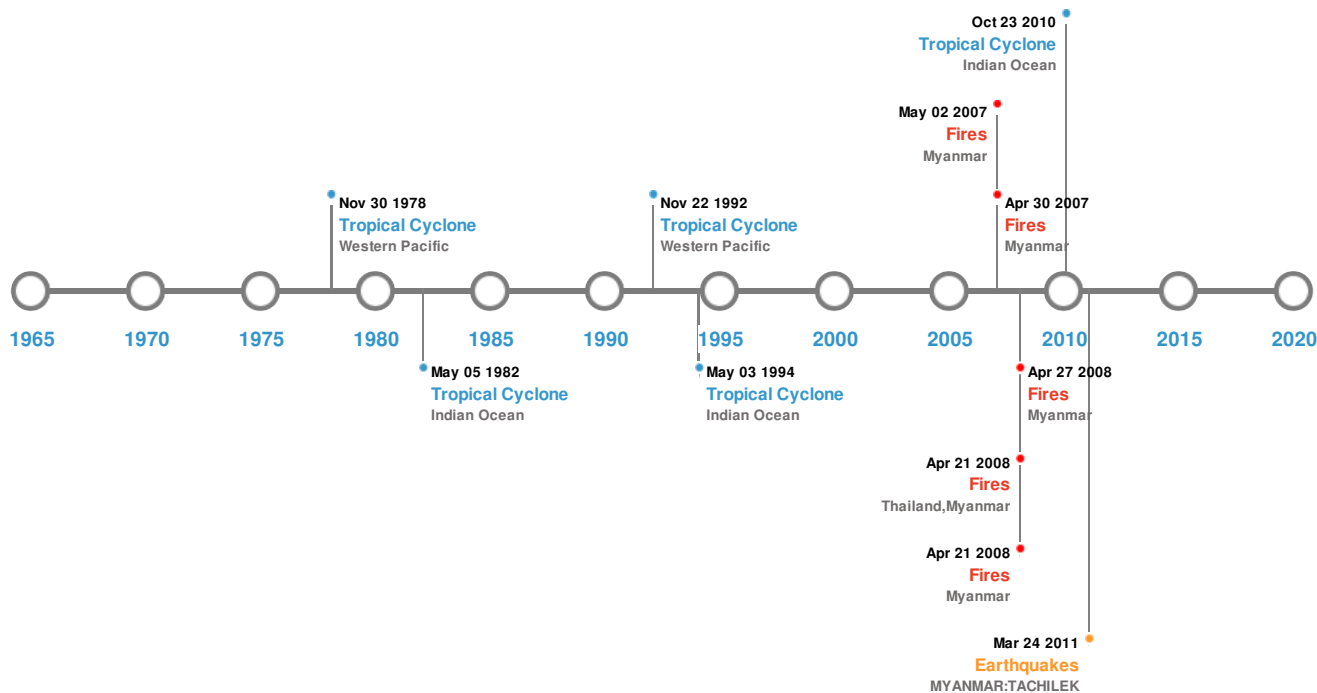 Oct 23 2010
Tropical Cyclone
Indian Ocean
May 02 2007
Fires
Myanmar
Nov 30 1978
Tropical Cyclone
Western Pacific
Nov 22 1992
Tropical Cyclone
Western Pacific
Apr 30 2007
Fires
Myanmar
1965 1970 1975 1980 1985 1990 1995 2000 2005 2010 2015 2020
May 05 1982
Tropical Cyclone
Indian Ocean
May 03 1994
Tropical Cyclone
Indian Ocean
Apr 27 2008
Fires
Myanmar
Apr 21 2008
Fires
Thailand,Myanmar
Apr 21 2008
Fires
Myanmar
Mar 24 2011
Earthquakes
MYANMAR:TACHILEK